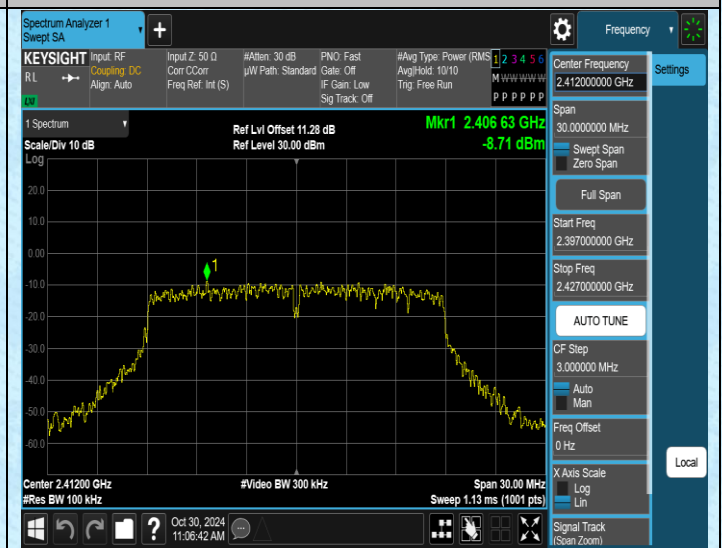 Spectrum Analyzer 1
Swept SA
+
Frequency
KEYSIGHT
R L
LNI
Input: RF
Coupling: DC
Align: Auto
Input Z: 50 Ω
Corr CCorr
Freq Ref: Int (S)
#Atten: 30 dB
µW Path: Standard
PNO: Fast
Gate: Off
IF Gain: Low
Sig Track: Off
#Avg Type: Power (RMS
Avg|Hold: 10/10
Trig: Free Run
1 2 3 4 5 6
M W W W W W
P P P P P P
1 Spectrum
Scale/Div 10 dB
Log
Ref Lvl Offset 11.28 dB
Ref Level 30.00 dBm
Mkr1 2.406 63 GHz
-8.71 dBm
20.0
10.0
0.00
-10.0
-20.0
-30.0
-40.0
-50.0
-60.0
1
Center 2.41200 GHz
#Res BW 100 kHz
#Video BW 300 kHz
Span 30.00 MHz
Sweep 1.13 ms (1001 pts)
Center Frequency
2.412000000 GHz
Settings
Span
30.0000000 MHz
Swept Span
Zero Span
Full Span
Start Freq
2.397000000 GHz
Stop Freq
2.427000000 GHz
AUTO TUNE
CF Step
3.000000 MHz
Auto
Man
Freq Offset
0 Hz
X Axis Scale
Log
Lin
Local
Signal Track
(Span Zoom)
?
Oct 30, 2024
11:06:42 AM